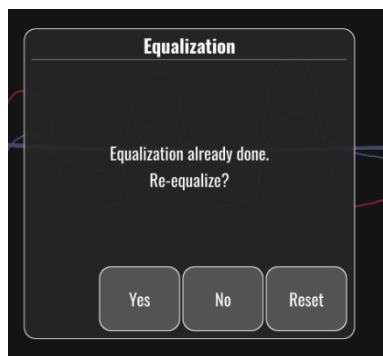 Equalization
Equalization already done.
Re-equalize?
Yes No Reset